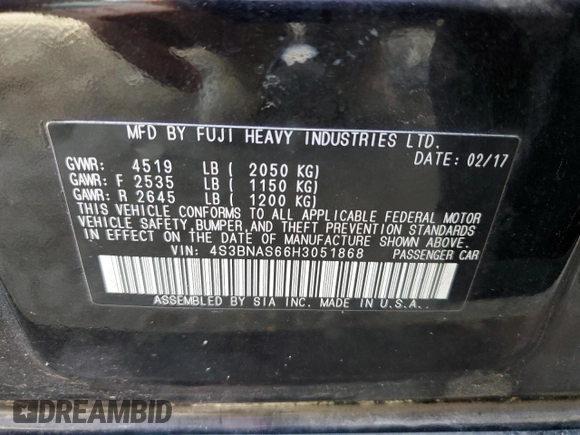 MFD BY FUJI HEAVY INDUSTRIES LTD.
DATE: 02/17
GVWR: 4519 LB ( 2050 KG)
GAWR: F 2535 LB ( 1150 KG)
GAWR: R 2645 LB ( 1200 KG)
THIS VEHICLE CONFORMS TO ALL APPLICABLE FEDERAL MOTOR
VEHICLE SAFETY, BUMPER, AND THEFT PREVENTION STANDARDS
IN EFFECT ON THE DATE OF MANUFACTURE SHOWN ABOVE.
VIN: 4S3BNAS66H3051868 PASSENGER CAR
ASSEMBLED BY SIA INC. MADE IN U.S.A.
DREAMBID